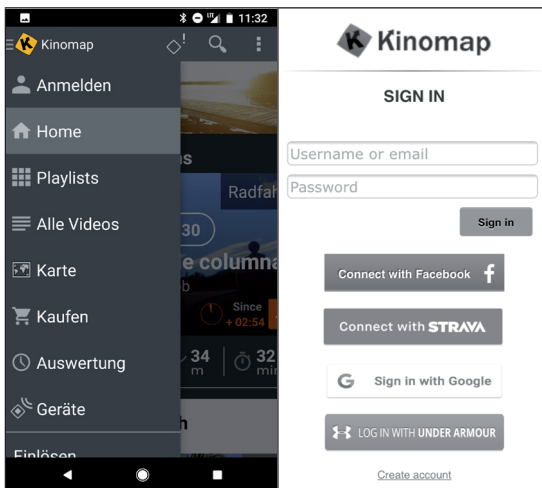 LTE 11:32
Kinomap
Anmelden
Home
Playlists
Alle Videos
Karte
Kaufen
Auswertung
Geräte
Einlösen
Radfah
30
e columna
b
Since
+ 02:54
34
m
32
min
h
Kinomap
SIGN IN
Username or email
Password
Sign in
Connect with Facebook
Connect with STRAVA
G Sign in with Google
LOG IN WITH UNDER ARMOUR
Create account